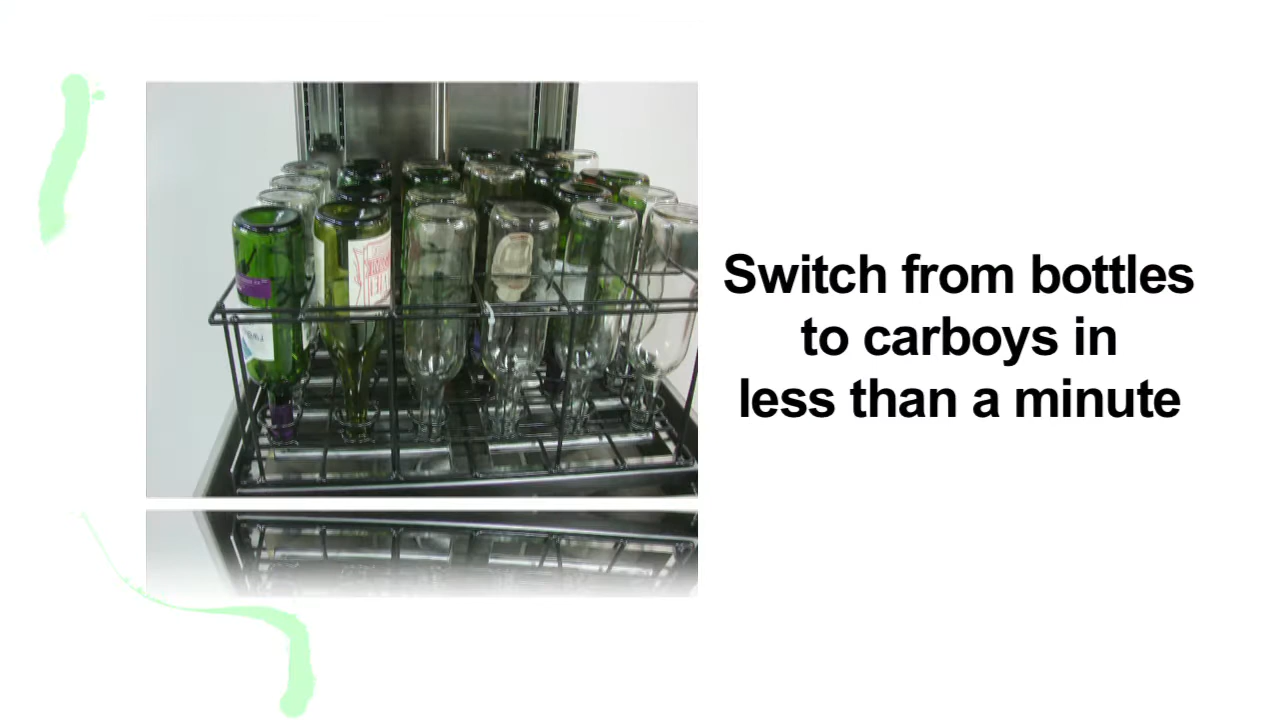 Switch from bottles
to carboys in
less than a minute